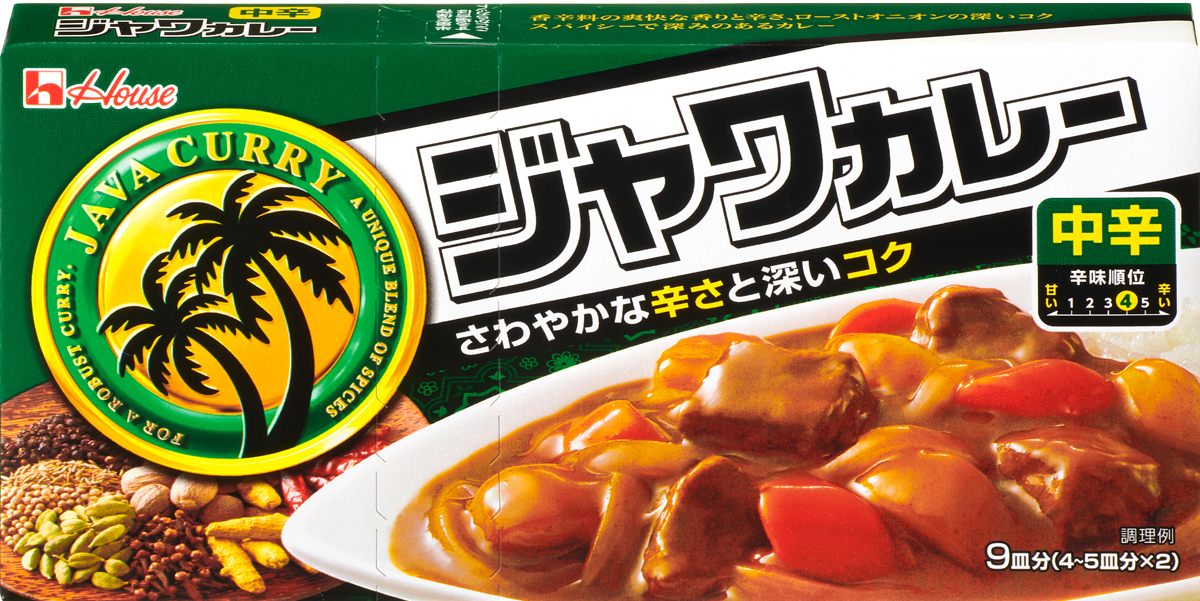 中辛
ジャワカレー
香辛料の爽快な香りと辛さ、ローストオニオンの深いコク
スパイシーで深みのあるカレー
House
ジャワカレー
JAVA CURRY
A UNIQUE BLEND OF SPICES
FOR A ROBUST CURRY,
さわやかな辛さと深いコク
中辛
辛味順位
甘い 1 2 3 4 5 辛い
調理例
9皿分(4~5皿分×2)